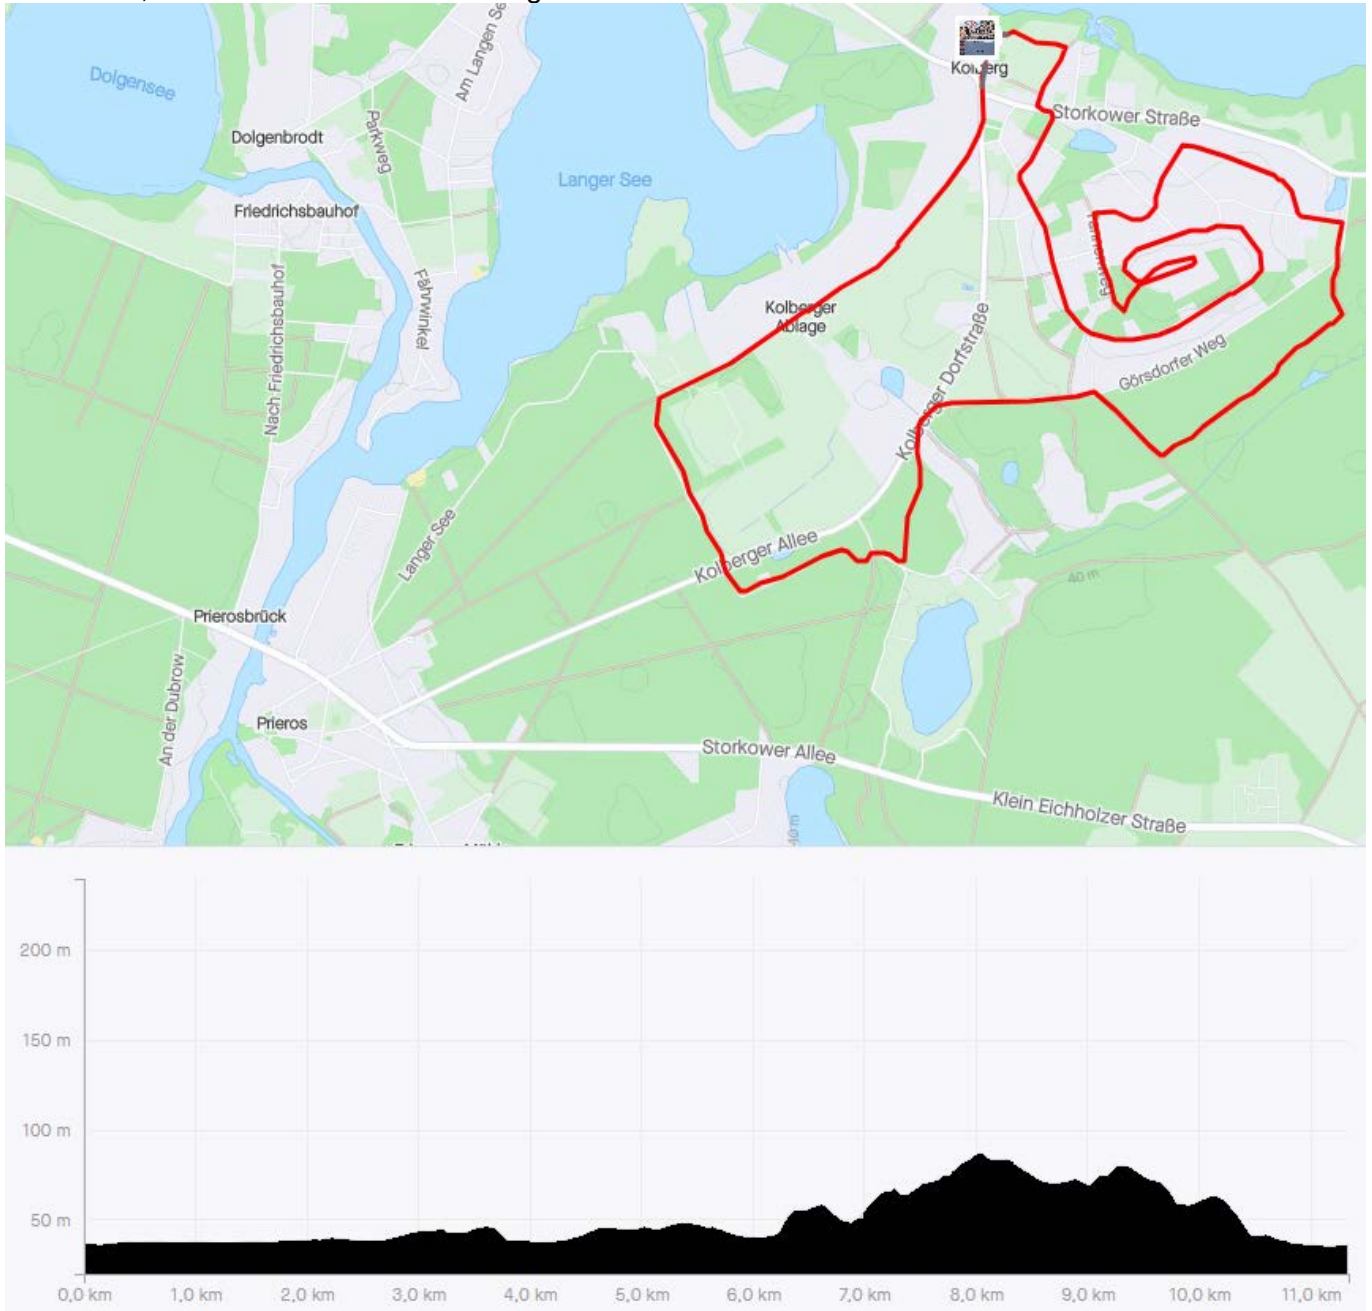 Am Langen Se
Dolgensee
Kolberg
Storkower Straße
Dolgenbrodt
Parkweg
Langer See
Friedrichsbauhof
Fährwinkel
Nach Friedrichsbauhof
Kolberger
Ablage
Kolberger Dorfstraße
Görsdorfer Weg
Langer See
Kolberger Allee
40 m
Prierosbrück
An der Dubrow
Prieros
Storkower Allee
Klein Eichholzer Straße
40 m
200 m
150 m
100 m
50 m
0,0 km 1,0 km 2,0 km 3,0 km 4,0 km 5,0 km 6,0 km 7,0 km 8,0 km 9,0 km 10,0 km 11,0 km